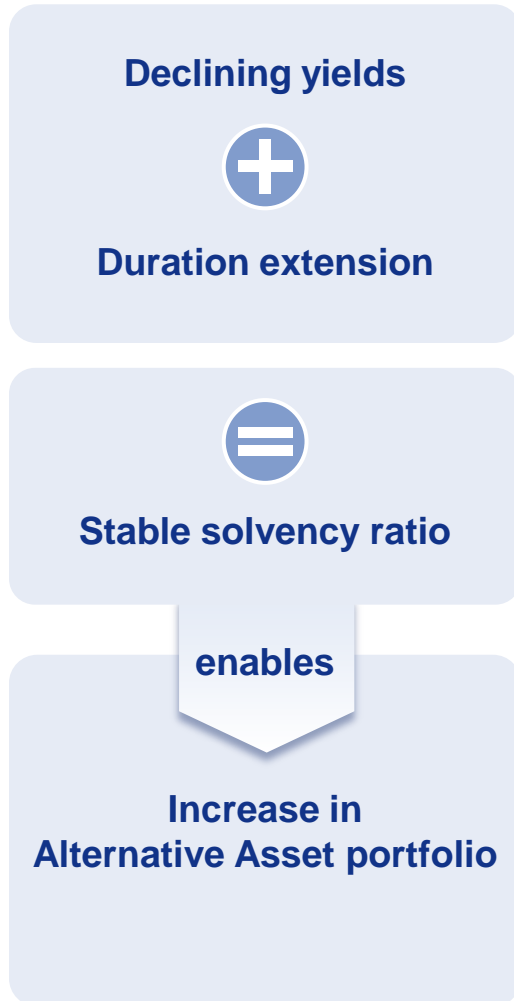 Declining yields
Duration extension
Stable solvency ratio
enables
Increase in
Alternative Asset portfolio